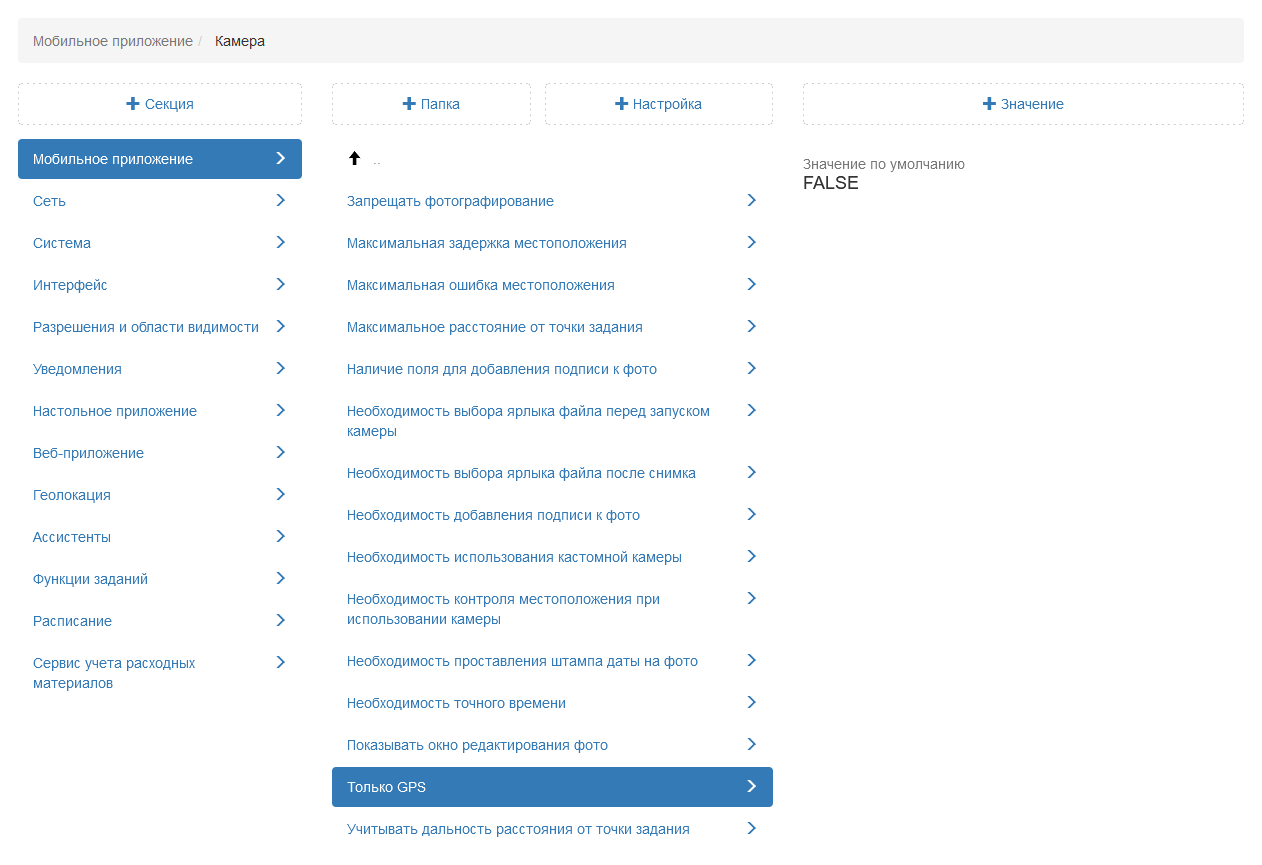 Мобильное приложение / Камера
Секция
Папка
Настройка
Значение
Мобильное приложение
Сеть
Система
Интерфейс
Разрешения и области видимости
Уведомления
Настольное приложение
Веб-приложение
Геолокация
Ассистенты
Функции заданий
Расписание
Сервис учета расходных
материалов
..
Запрещать фотографирование
Максимальная задержка местоположения
Максимальная ошибка местоположения
Максимальное расстояние от точки задания
Наличие поля для добавления подписи к фото
Необходимость выбора ярлыка файла перед запуском
камеры
Необходимость выбора ярлыка файла после снимка
Необходимость добавления подписи к фото
Необходимость использования кастомной камеры
Необходимость контроля местоположения при
использовании камеры
Необходимость проставления штампа даты на фото
Необходимость точного времени
Показывать окно редактирования фото
Только GPS
Учитывать дальность расстояния от точки задания
Значение по умолчанию
FALSE